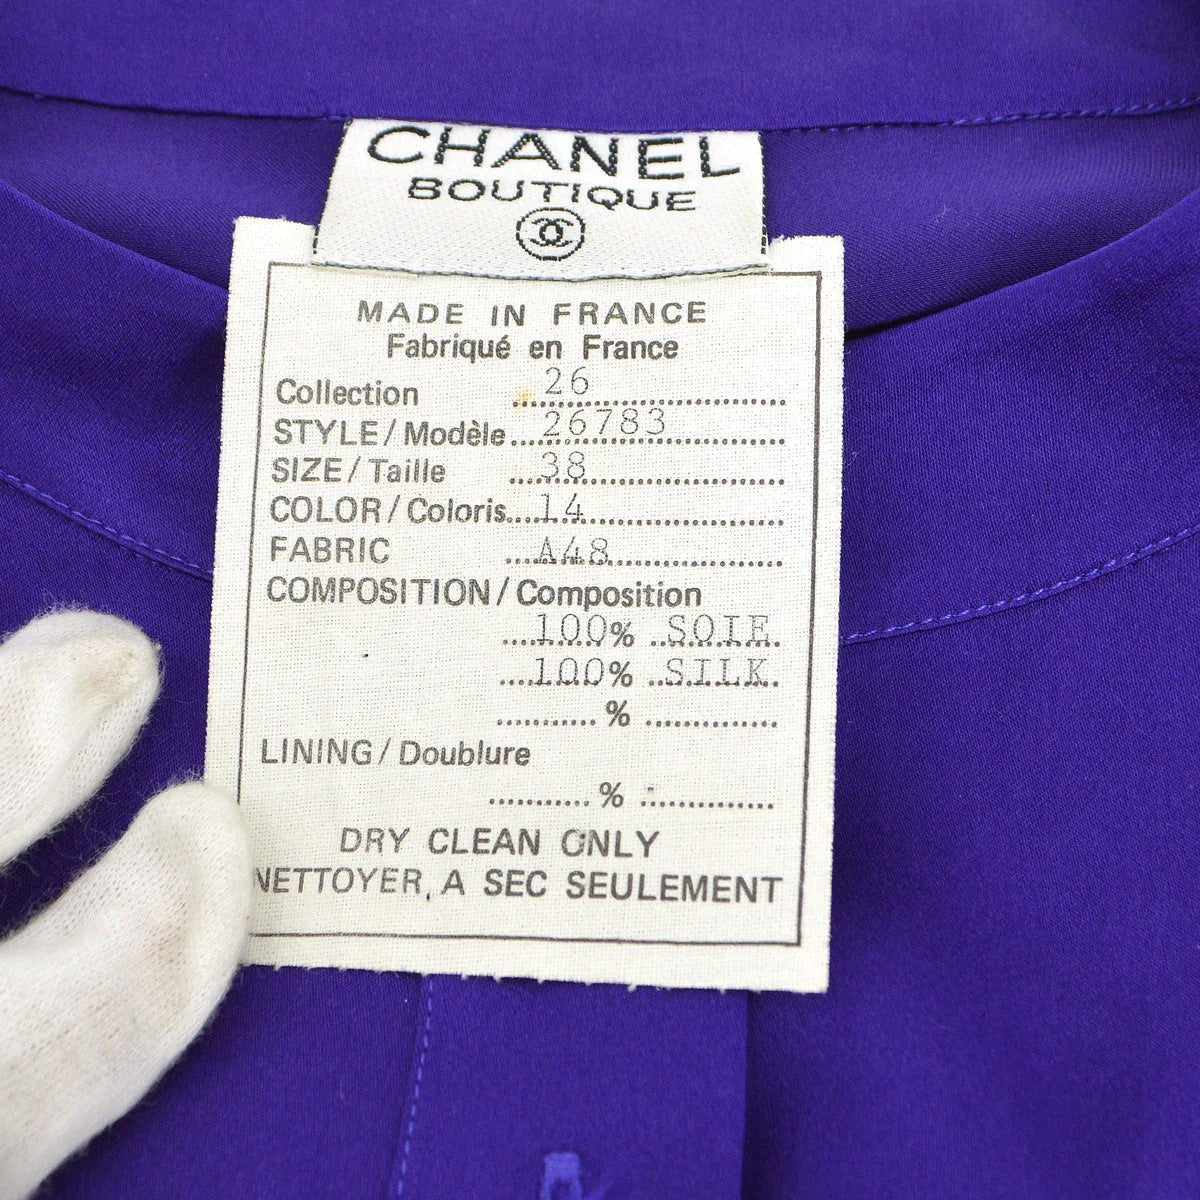 CHANEL
BOUTIQUE
MADE IN FRANCE
Fabriqué en France
Collection ........ 26
STYLE/Modèle........ 26783
SIZE/Taille ........ 38
COLOR/Coloris........ 14
FABRIC ........ A48
COMPOSITION/Composition
........100% ........SOIE
........100% ........SILK
........ % ........
LINING/Doublure
........ % ........
DRY CLEAN ONLY
NETTOYER A SEC SEULEMENT